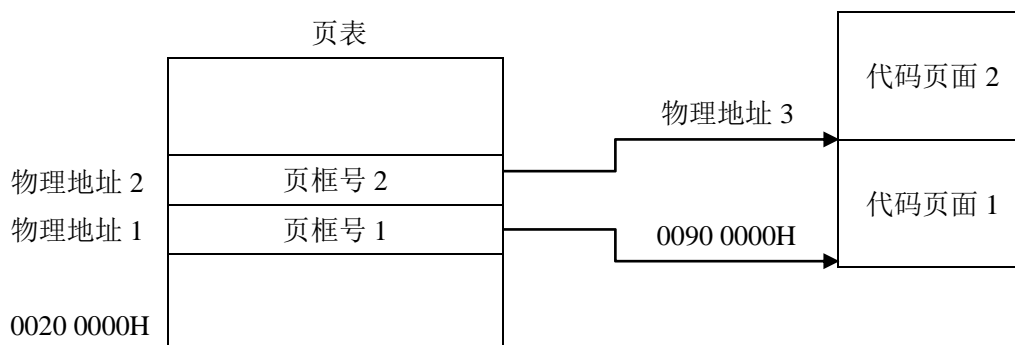 页表
代码页面 2
物理地址 3
物理地址 2
页框号 2
代码页面 1
物理地址 1
页框号 1
0090 0000H
0020 0000H